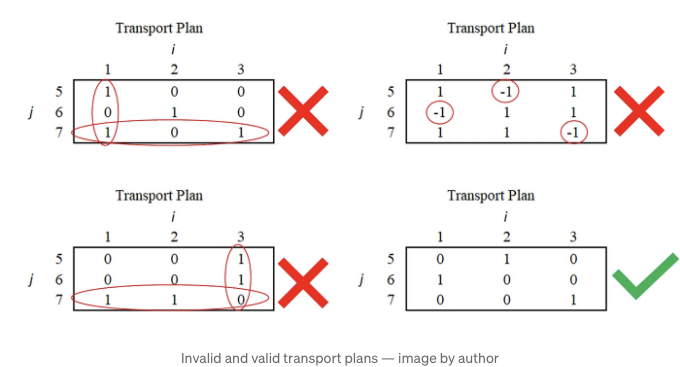 Transport Plan
i
1 2 3
5 1 0 0
j 6 0 1 0
7 1 0 1
Transport Plan
i
1 2 3
5 1 -1 1
j 6 -1 1 1
7 1 1 -1
Transport Plan
i
1 2 3
5 0 0 1
j 6 0 0 1
7 1 1 0
Transport Plan
i
1 2 3
5 0 1 0
j 6 1 0 0
7 0 0 1
Invalid and valid transport plans — image by author